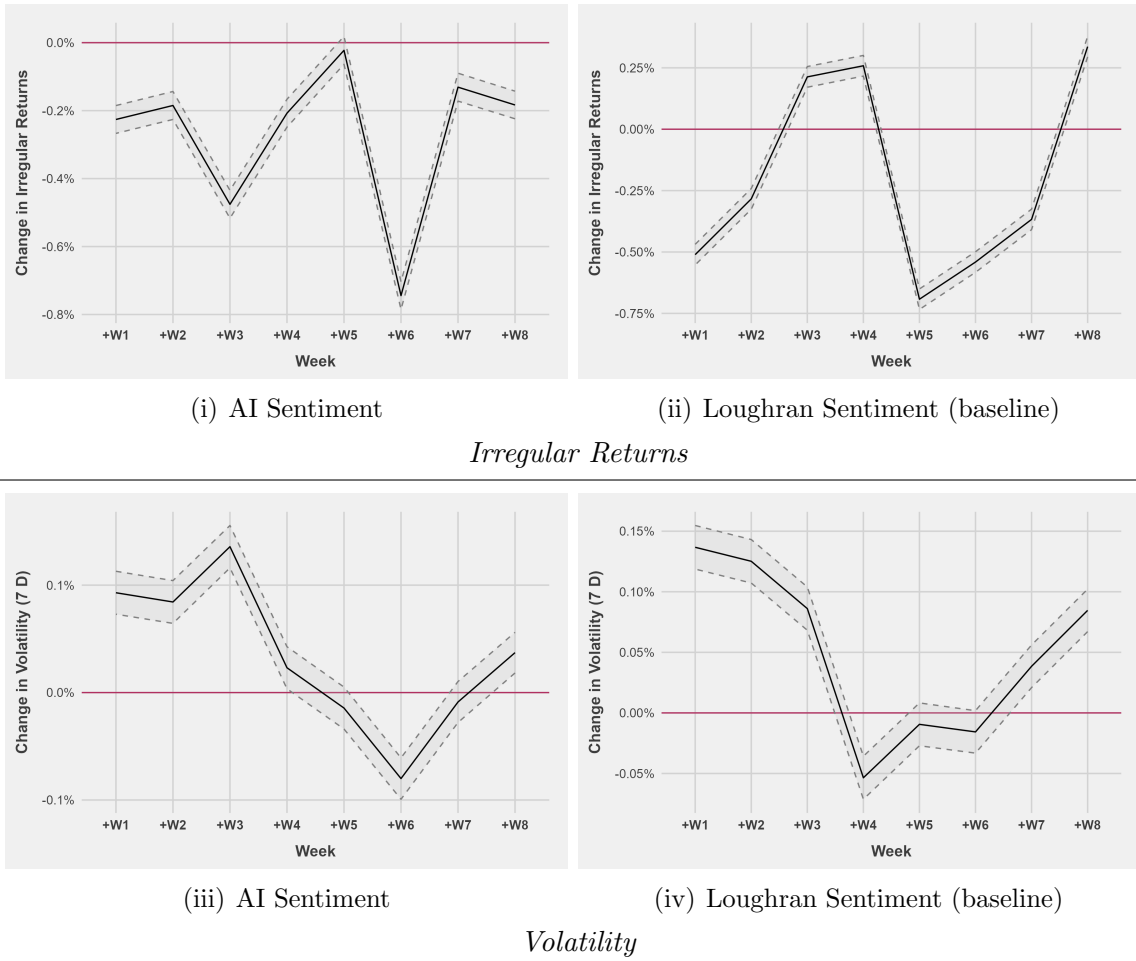 Change in Irregular Returns
0.0%
-0.2%
-0.4%
-0.6%
-0.8%
+W1 +W2 +W3 +W4 +W5 +W6 +W7 +W8
Week
(i) AI Sentiment
Change in Irregular Returns
0.25%
0.00%
-0.25%
-0.50%
-0.75%
+W1 +W2 +W3 +W4 +W5 +W6 +W7 +W8
Week
(ii) Loughran Sentiment (baseline)
Irregular Returns
Change in Volatility (7 D)
0.1%
0.0%
-0.1%
+W1 +W2 +W3 +W4 +W5 +W6 +W7 +W8
Week
(iii) AI Sentiment
Change in Volatility (7 D)
0.15%
0.10%
0.05%
0.00%
-0.05%
+W1 +W2 +W3 +W4 +W5 +W6 +W7 +W8
Week
(iv) Loughran Sentiment (baseline)
Volatility